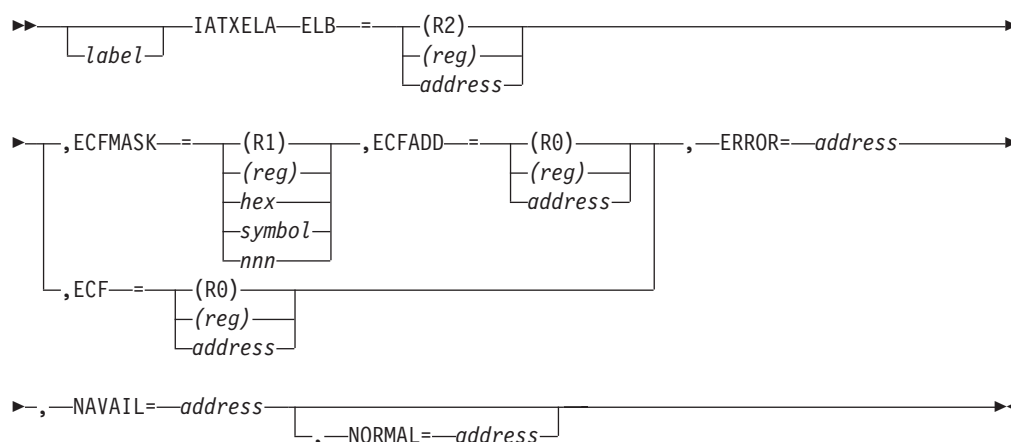 IATXELA ELB = (R2)
label (reg)
address
,ECFMASK = (R1) ,ECFADD = (R0) , ERROR= address
(reg) (reg)
hex address
symbol
nnn
,ECF = (R0)
(reg)
address
, NAVAIL= address
, NORMAL= address